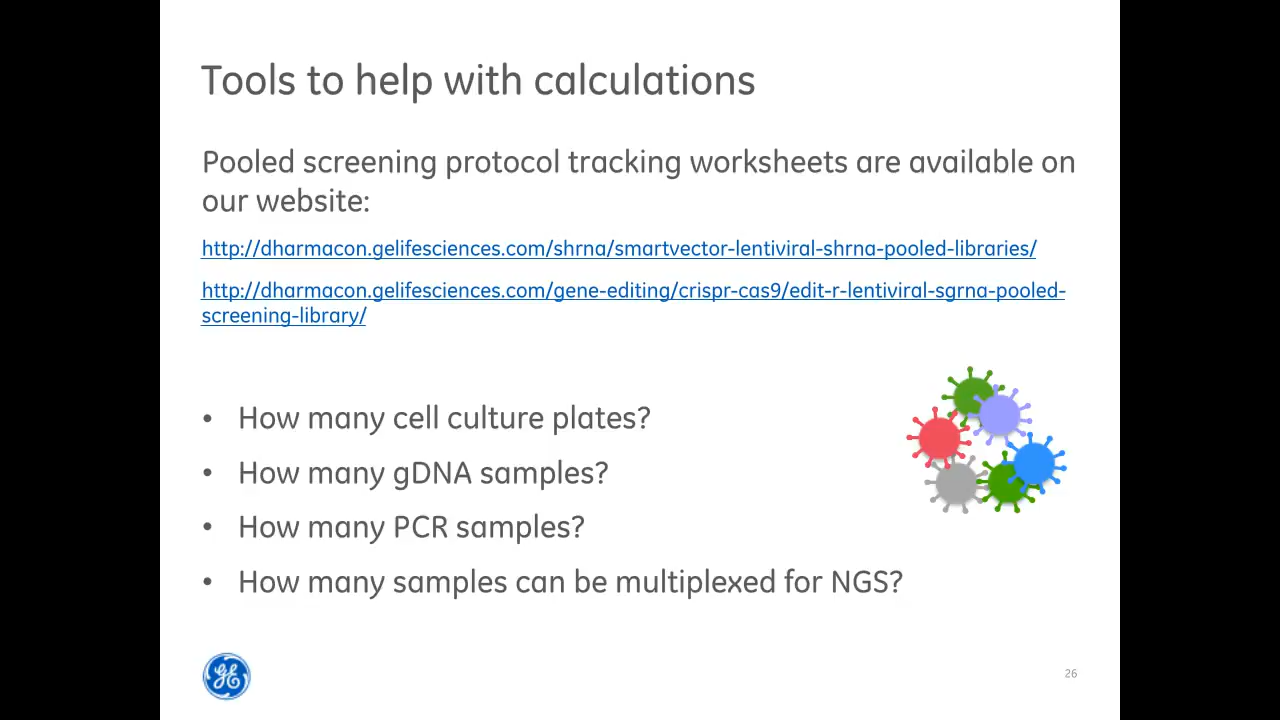 Tools to help with calculations
Pooled screening protocol tracking worksheets are available on
our website:
http://dharmacon.gelifesciences.com/shrna/smartvector-lentiviral-shrna-pooled-libraries/
http://dharmacon.gelifesciences.com/gene-editing/crispr-cas9/edit-r-lentiviral-sgrna-pooled-
screening-library/
• How many cell culture plates?
• How many gDNA samples?
• How many PCR samples?
• How many samples can be multiplexed for NGS?
GE
26